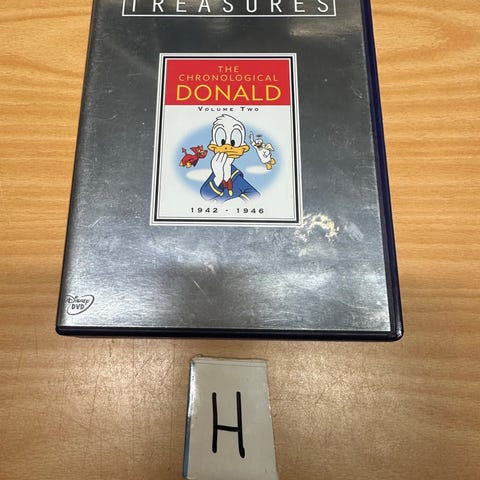 TREASURES
THE
CHRONOLOGICAL
DONALD
VOLUME TWO
1942 - 1946
Disney
DVD
H